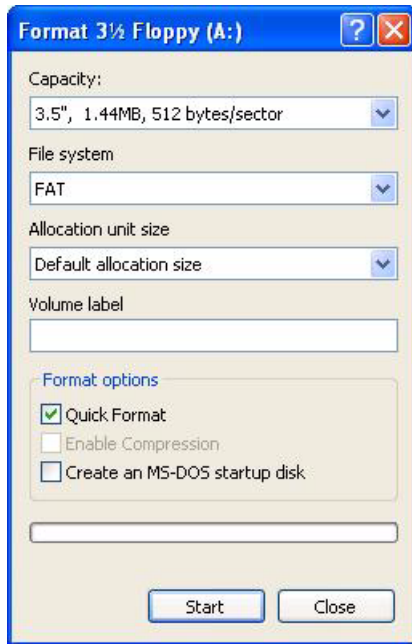 Format 3½ Floppy (A:)
Capacity:
3.5", 1.44MB, 512 bytes/sector
File system
FAT
Allocation unit size
Default allocation size
Volume label
Format options
Quick Format
Enable Compression
Create an MS-DOS startup disk
Start Close